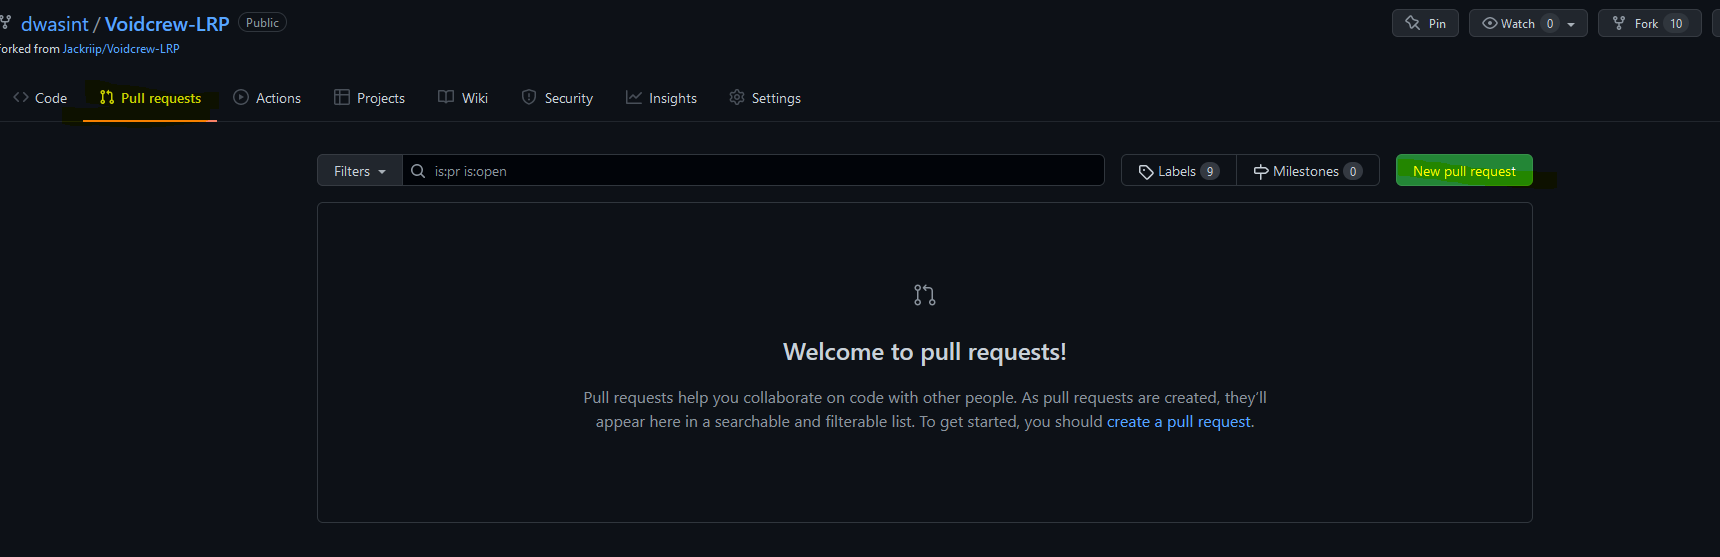 dwasint / Voidcrew-LRP Public Pin Watch 0 Fork 10
forked from Jackriip/Voidcrew-LRP
Code Pull requests Actions Projects Wiki Security Insights Settings
Filters is:pr is:open Labels 9 Milestones 0 New pull request
Welcome to pull requests!
Pull requests help you collaborate on code with other people. As pull requests are created, they’ll
appear here in a searchable and filterable list. To get started, you should create a pull request.